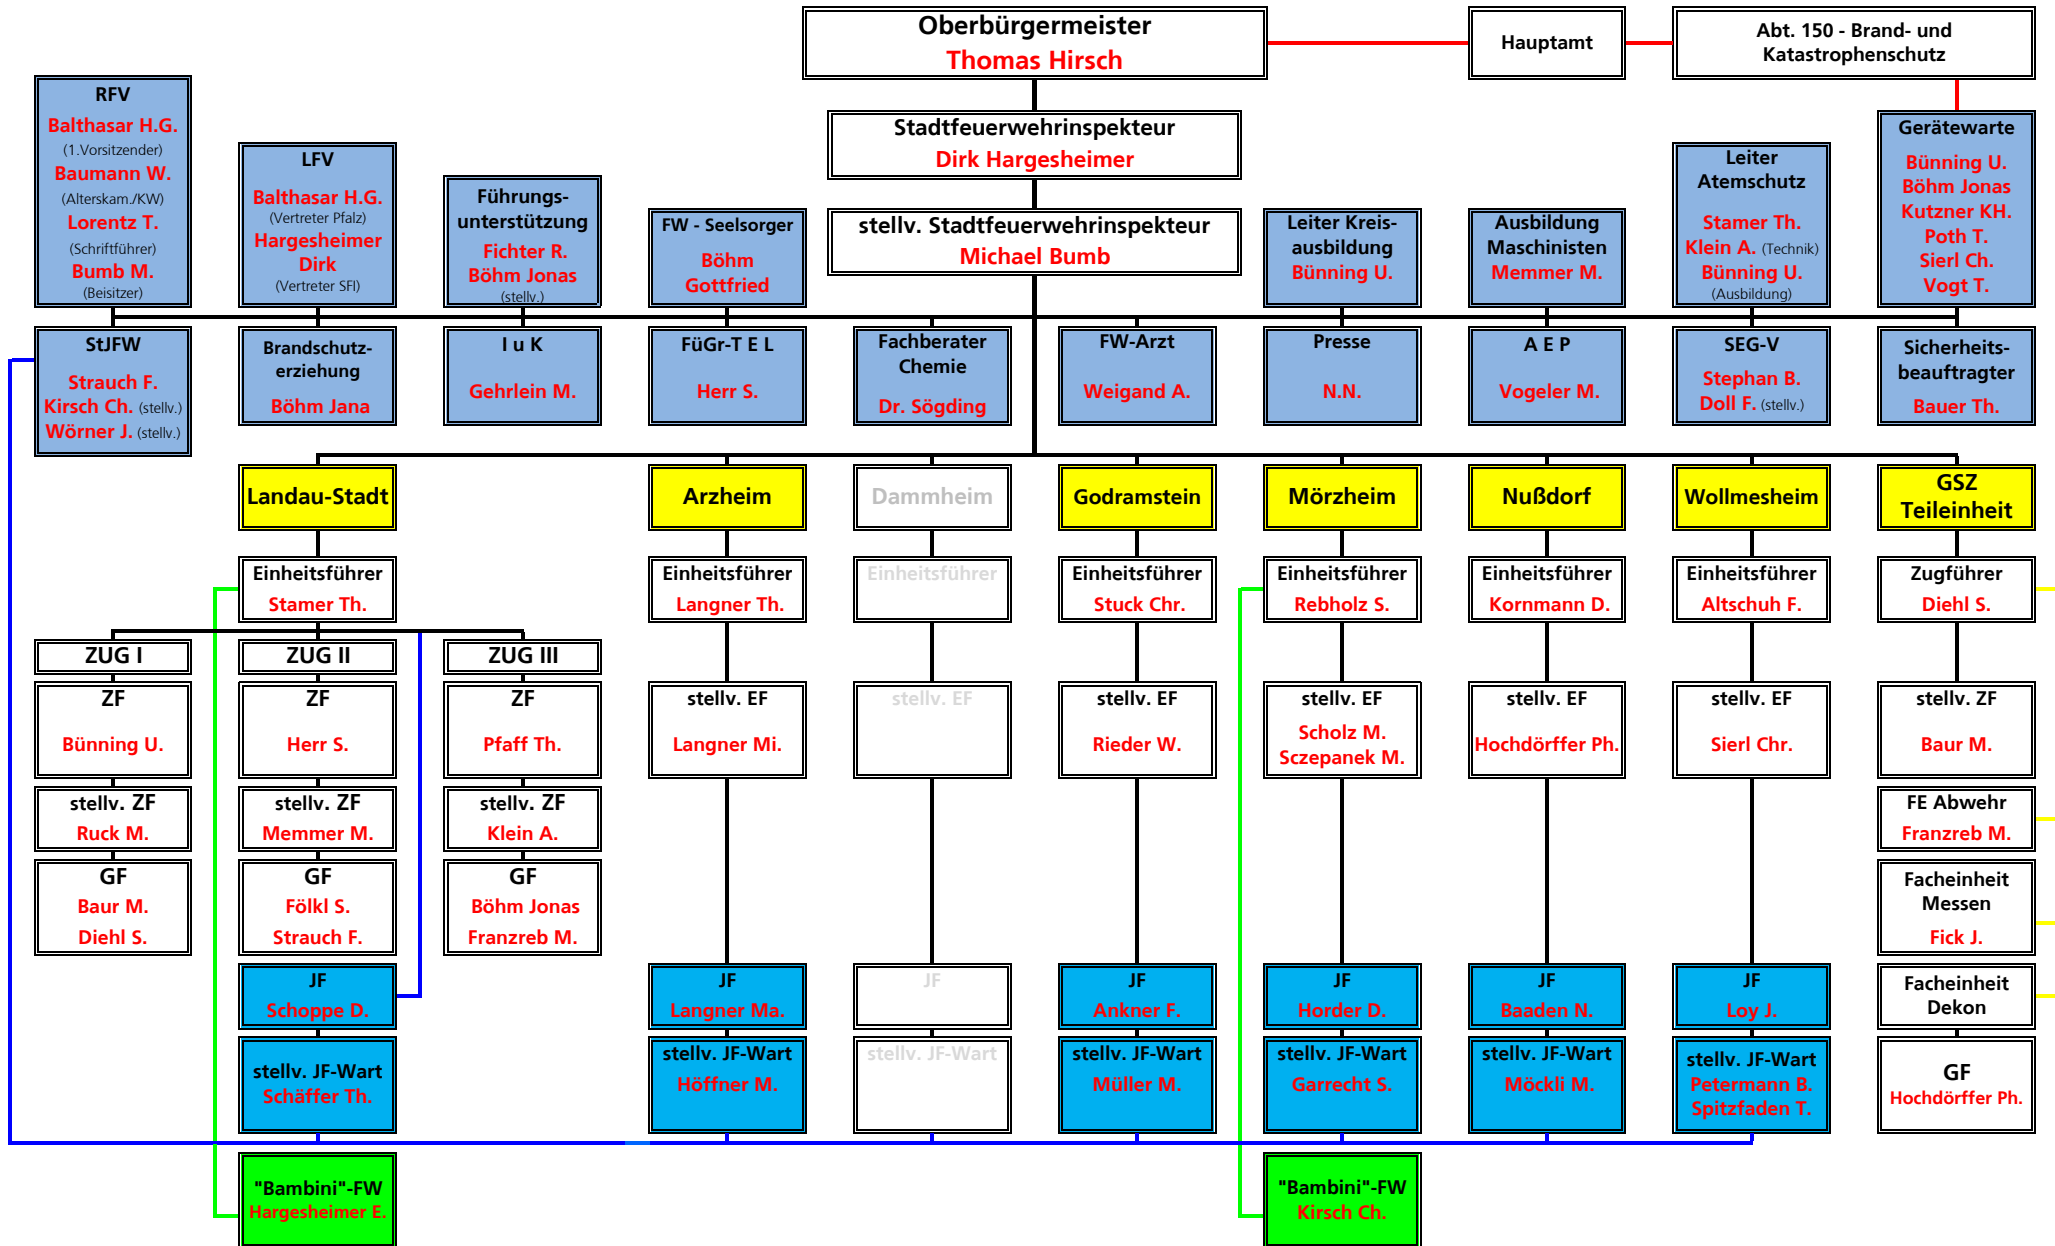 Oberbürgermeister
Thomas Hirsch
Hauptamt
Abt. 150 - Brand- und
Katastrophenschutz
Stadtfeuerwehrinspekteur
Dirk Hargesheimer
stellv. Stadtfeuerwehrinspekteur
Michael Bumb
RFV
Balthasar H.G.
(1.Vorsitzender)
Baumann W.
(Alterskam./KW)
Lorentz T.
(Schriftführer)
Bumb M.
(Beisitzer)
LFV
Balthasar H.G.
(Vertreter Pfalz)
Hargesheimer
Dirk
(Vertreter SFI)
Führungs-
unterstützung
Fichter R.
Böhm Jonas
(stellv.)
FW - Seelsorger
Böhm
Gottfried
Leiter Kreis-
ausbildung
Bünning U.
Ausbildung
Maschinisten
Memmer M.
Leiter
Atemschutz
Stamer Th.
Klein A. (Technik)
Bünning U.
(Ausbildung)
Gerätewarte
Bünning U.
Böhm Jonas
Kutzner KH.
Poth T.
Sierl Ch.
Vogt T.
StJFW
Strauch F.
Kirsch Ch. (stellv.)
Wörner J. (stellv.)
Brandschutz-
erziehung
Böhm Jana
I u K
Gehrlein M.
FüGr-T E L
Herr S.
Fachberater
Chemie
Dr. Sögding
FW-Arzt
Weigand A.
Presse
N.N.
A E P
Vogeler M.
SEG-V
Stephan B.
Doll F. (stellv.)
Sicherheits-
beauftragter
Bauer Th.
Landau-Stadt
Arzheim
Dammheim
Godramstein
Mörzheim
Nußdorf
Wollmesheim
GSZ
Teileinheit
Einheitsführer
Stamer Th.
Einheitsführer
Langner Th.
Einheitsführer
Einheitsführer
Stuck Chr.
Einheitsführer
Rebholz S.
Einheitsführer
Kornmann D.
Einheitsführer
Altschuh F.
Zugführer
Diehl S.
ZUG I
ZUG II
ZUG III
ZF
Bünning U.
ZF
Herr S.
ZF
Pfaff Th.
stellv. EF
Langner Mi.
stellv. EF
stellv. EF
Rieder W.
stellv. EF
Scholz M.
Sczepanek M.
stellv. EF
Hochdörffer Ph.
stellv. EF
Sierl Chr.
stellv. ZF
Baur M.
stellv. ZF
Ruck M.
stellv. ZF
Memmer M.
stellv. ZF
Klein A.
FE Abwehr
Franzreb M.
GF
Baur M.
Diehl S.
GF
Fölkl S.
Strauch F.
GF
Böhm Jonas
Franzreb M.
Facheinheit
Messen
Fick J.
JF
Schoppe D.
JF
Langner Ma.
JF
JF
Ankner F.
JF
Horder D.
JF
Baaden N.
JF
Loy J.
Facheinheit
Dekon
stellv. JF-Wart
Schäffer Th.
stellv. JF-Wart
Höffner M.
stellv. JF-Wart
stellv. JF-Wart
Müller M.
stellv. JF-Wart
Garrecht S.
stellv. JF-Wart
Möckli M.
stellv. JF-Wart
Petermann B.
Spitzfaden T.
GF
Hochdörffer Ph.
"Bambini"-FW
Hargesheimer E.
"Bambini"-FW
Kirsch Ch.